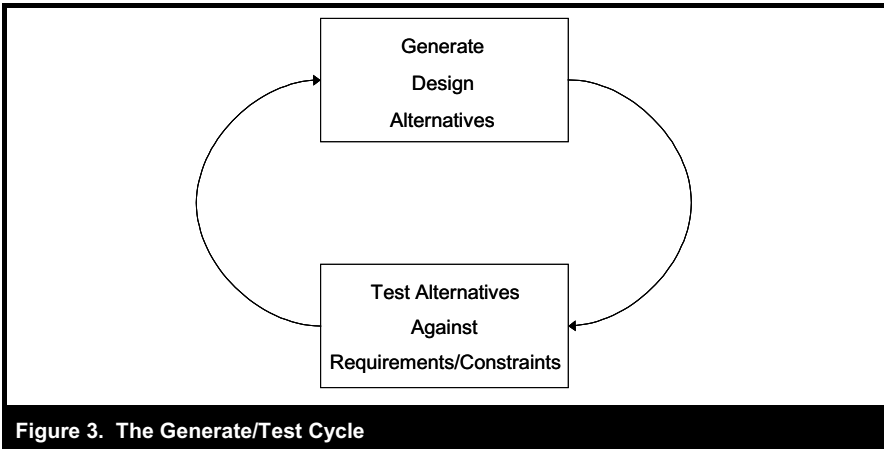 Generate
Design
Alternatives
Test Alternatives
Against
Requirements/Constraints
Figure 3. The Generate/Test Cycle